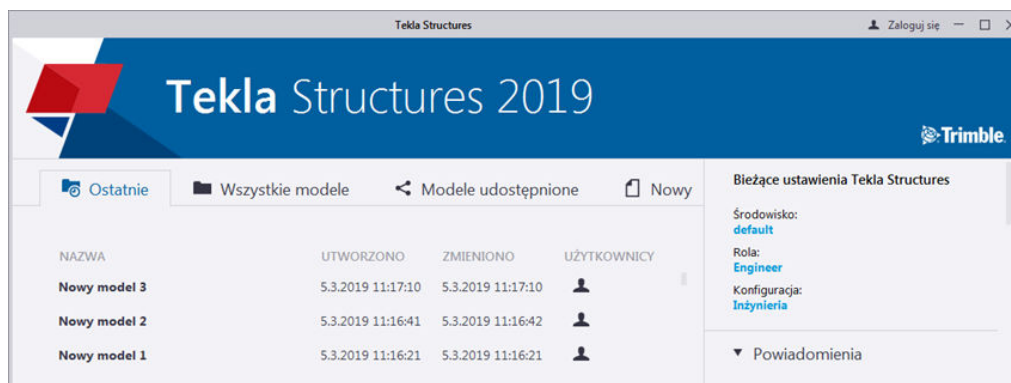 Tekla Structures
Zaloguj się
Tekla Structures 2019
Trimble.
Ostatnie
Wszystkie modele
Modele udostępnione
Nowy
NAZWA UTWORZONO ZMIENIONO UŻYTKOWNICY
Nowy model 3 5.3.2019 11:17:10 5.3.2019 11:17:10
Nowy model 2 5.3.2019 11:16:41 5.3.2019 11:16:42
Nowy model 1 5.3.2019 11:16:21 5.3.2019 11:16:21
Bieżące ustawienia Tekla Structures
Środowisko:
default
Rola:
Engineer
Konfiguracja:
Inżynieria
Powiadomienia